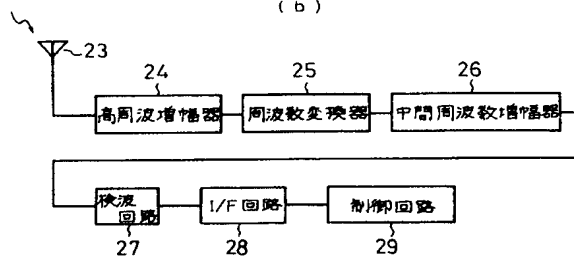 (b)
23
24 25 26
高周波増幅器 周波数変換器 中間周波数増幅器
検波回路 I/F回路 制御回路
27 28 29